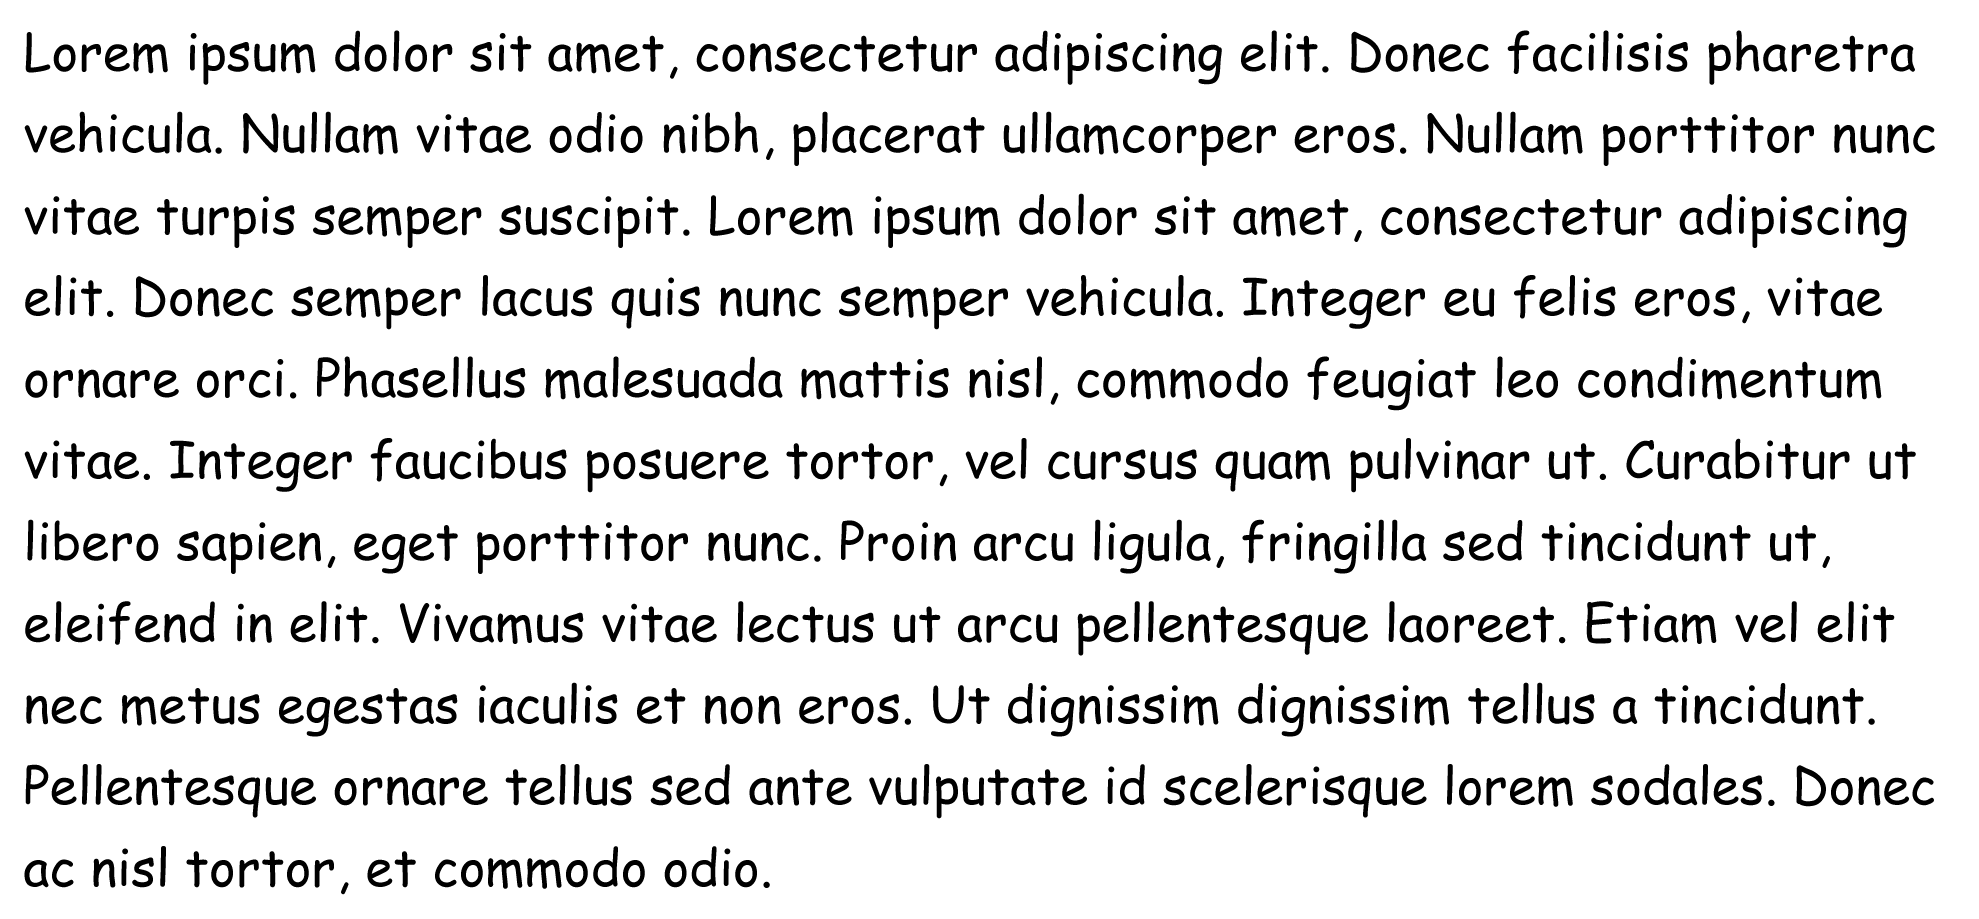 Lorem ipsum dolor sit amet, consectetur adipiscing elit. Donec facilisis pharetra
vehicula. Nullam vitae odio nibh, placerat ullamcorper eros. Nullam porttitor nunc
vitae turpis semper suscipit. Lorem ipsum dolor sit amet, consectetur adipiscing
elit. Donec semper lacus quis nunc semper vehicula. Integer eu felis eros, vitae
ornare orci. Phasellus malesuada mattis nisl, commodo feugiat leo condimentum
vitae. Integer faucibus posuere tortor, vel cursus quam pulvinar ut. Curabitur ut
libero sapien, eget porttitor nunc. Proin arcu ligula, fringilla sed tincidunt ut,
eleifend in elit. Vivamus vitae lectus ut arcu pellentesque laoreet. Etiam vel elit
nec metus egestas iaculis et non eros. Ut dignissim dignissim tellus a tincidunt.
Pellentesque ornare tellus sed ante vulputate id scelerisque lorem sodales. Donec
ac nisl tortor, et commodo odio.